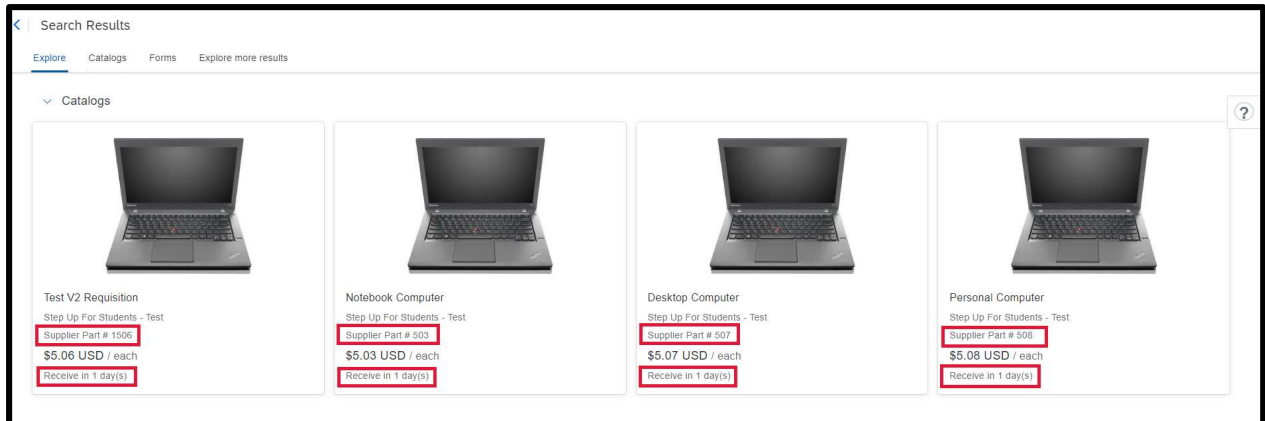 Search Results
Explore Catalogs Forms Explore more results
Catalogs
?
Test V2 Requisition
Step Up For Students - Test
Supplier Part # 1506
$5.06 USD / each
Receive in 1 day(s)
Notebook Computer
Step Up For Students - Test
Supplier Part # 503
$5.03 USD / each
Receive in 1 day(s)
Desktop Computer
Step Up For Students - Test
Supplier Part # 507
$5.07 USD / each
Receive in 1 day(s)
Personal Computer
Step Up For Students - Test
Supplier Part # 508
$5.08 USD / each
Receive in 1 day(s)